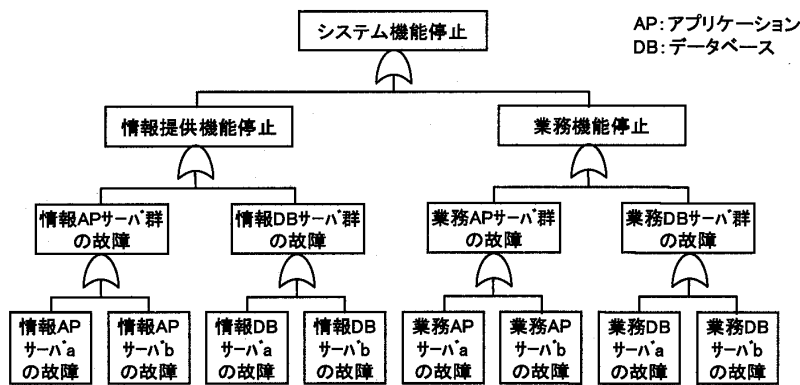 システム機能停止
AP:アプリケーション
DB:データベース
情報提供機能停止
業務機能停止
情報APサーバ群
の故障
情報DBサーバ群
の故障
業務APサーバ群
の故障
業務DBサーバ群
の故障
情報AP
サーバa
の故障
情報AP
サーバb
の故障
情報DB
サーバa
の故障
情報DB
サーバb
の故障
業務AP
サーバa
の故障
業務AP
サーバb
の故障
業務DB
サーバa
の故障
業務DB
サーバb
の故障